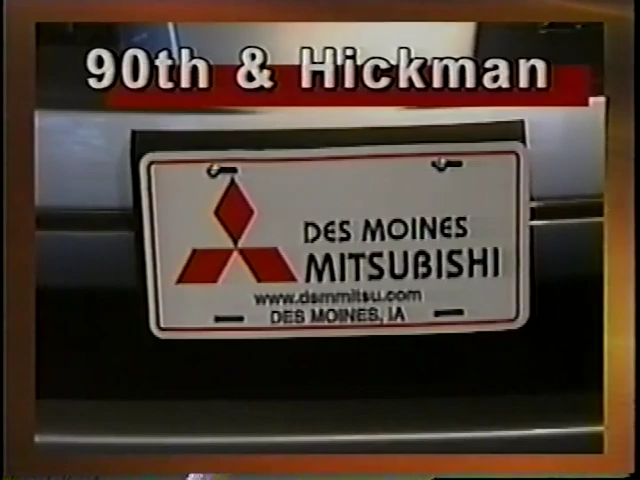 90th & Hickman
DES MOINES
MITSUBISHI
www.dsmmitsu.com
DES MOINES, IA